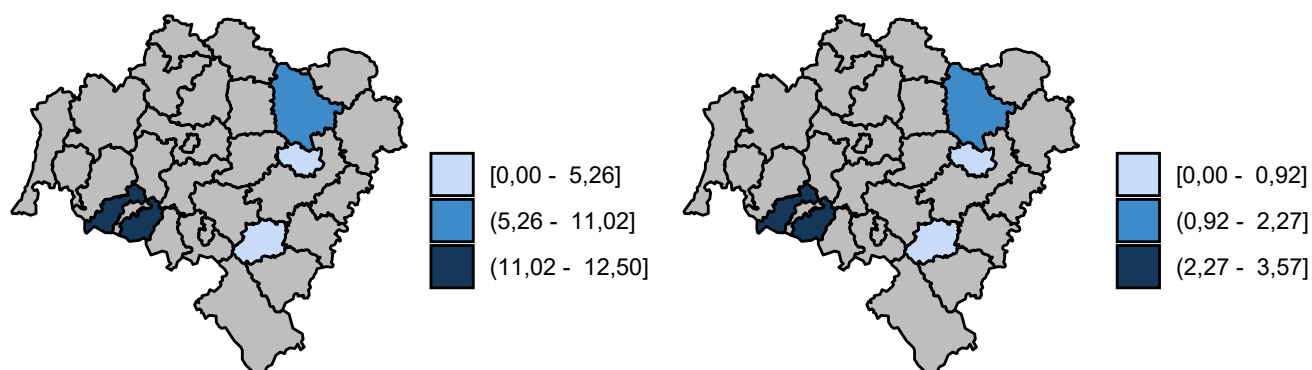 [0,00 - 5,26]
(5,26 - 11,02]
(11,02 - 12,50]
[0,00 - 0,92]
(0,92 - 2,27]
(2,27 - 3,57]